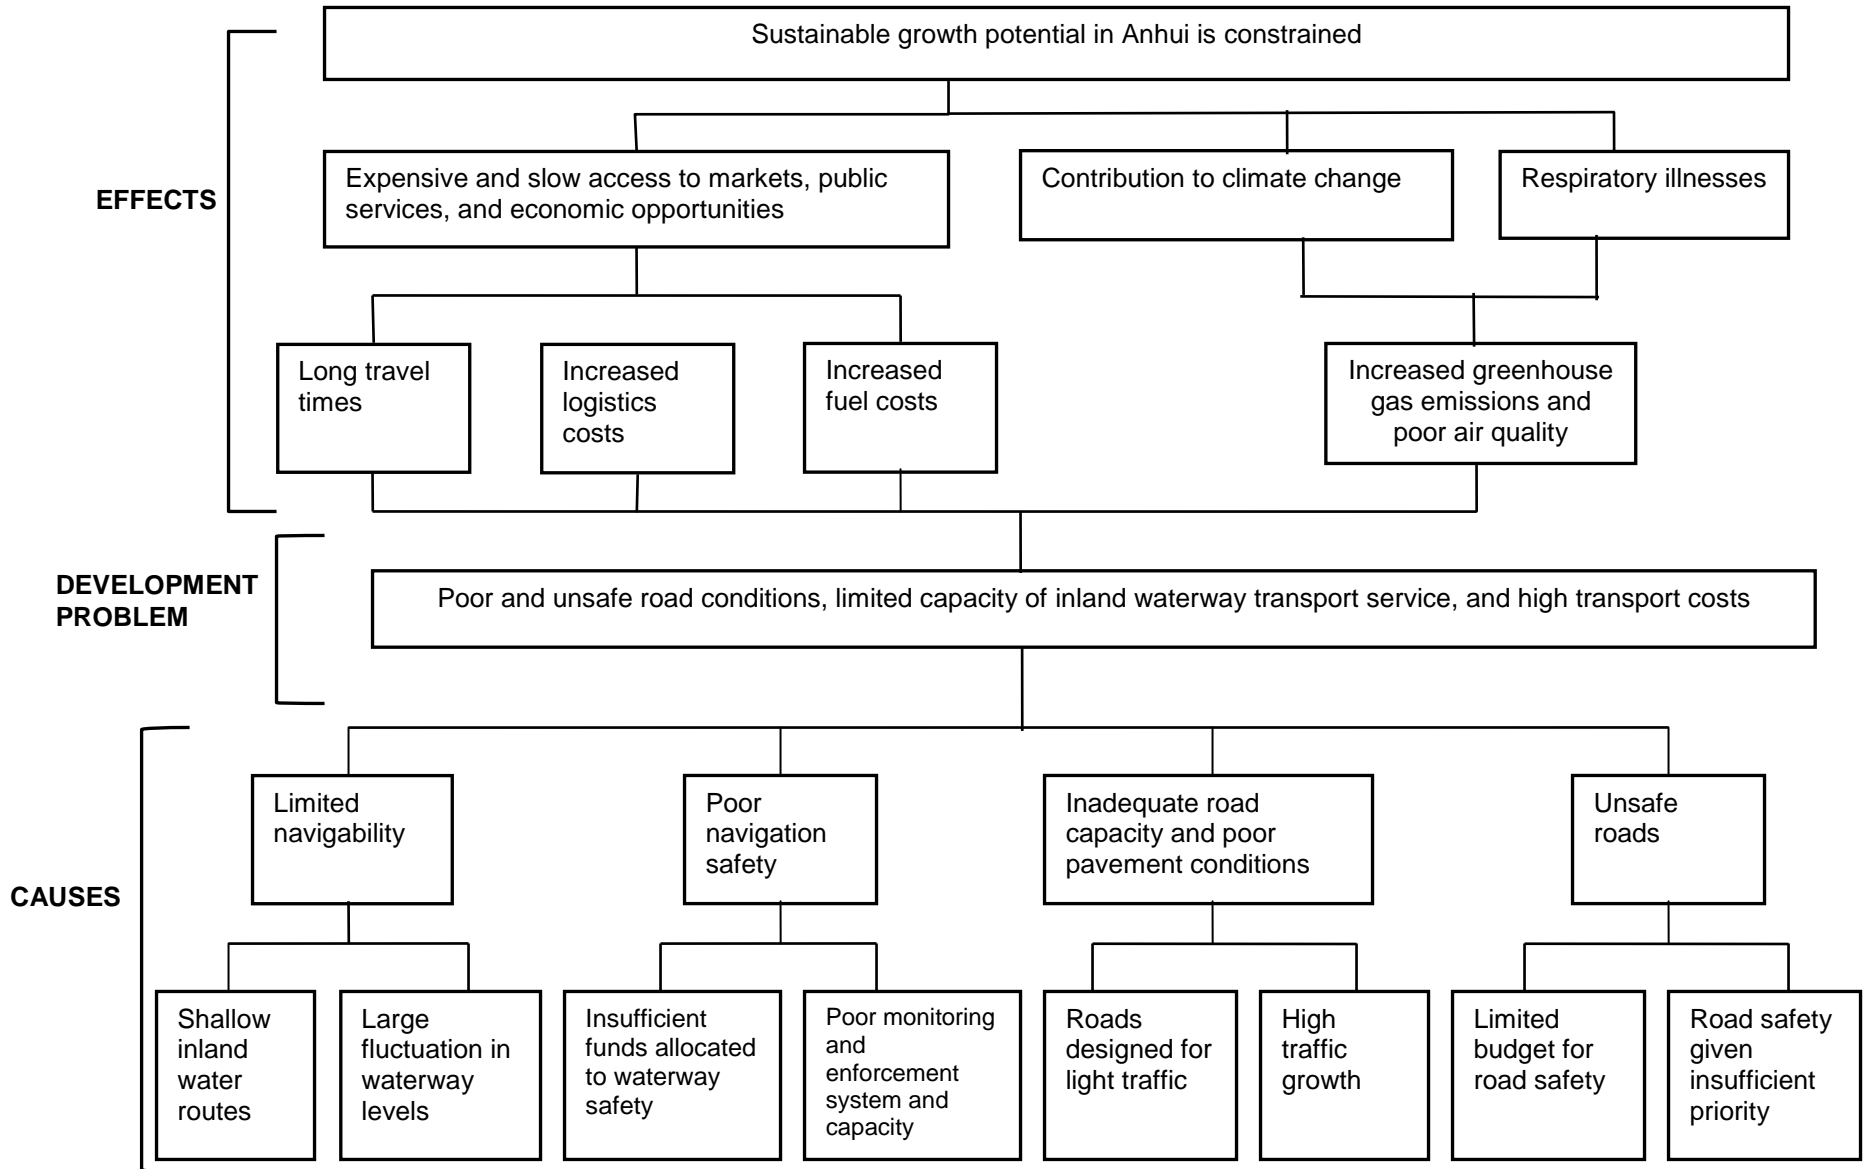 Sustainable growth potential in Anhui is constrained
EFFECTS
Expensive and slow access to markets, public
services, and economic opportunities
Contribution to climate change
Respiratory illnesses
Long travel
times
Increased
logistics
costs
Increased
fuel costs
Increased greenhouse
gas emissions and
poor air quality
DEVELOPMENT
PROBLEM
Poor and unsafe road conditions, limited capacity of inland waterway transport service, and high transport costs
CAUSES
Limited
navigability
Poor
navigation
safety
Inadequate road
capacity and poor
pavement conditions
Unsafe
roads
Shallow
inland
water
routes
Large
fluctuation in
waterway
levels
Insufficient
funds allocated
to waterway
safety
Poor monitoring
and
enforcement
system and
capacity
Roads
designed for
light traffic
High
traffic
growth
Limited
budget for
road safety
Road safety
given
insufficient
priority